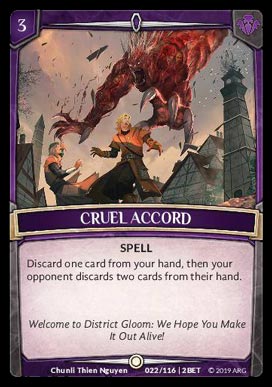 3
CRUEL ACCORD
SPELL
Discard one card from your hand, then your
opponent discards two cards from their hand.
Welcome to District Gloom: We Hope You Make
It Out Alive!
Chunli Thien Nguyen 022/116 | 2BET © 2019 ARG